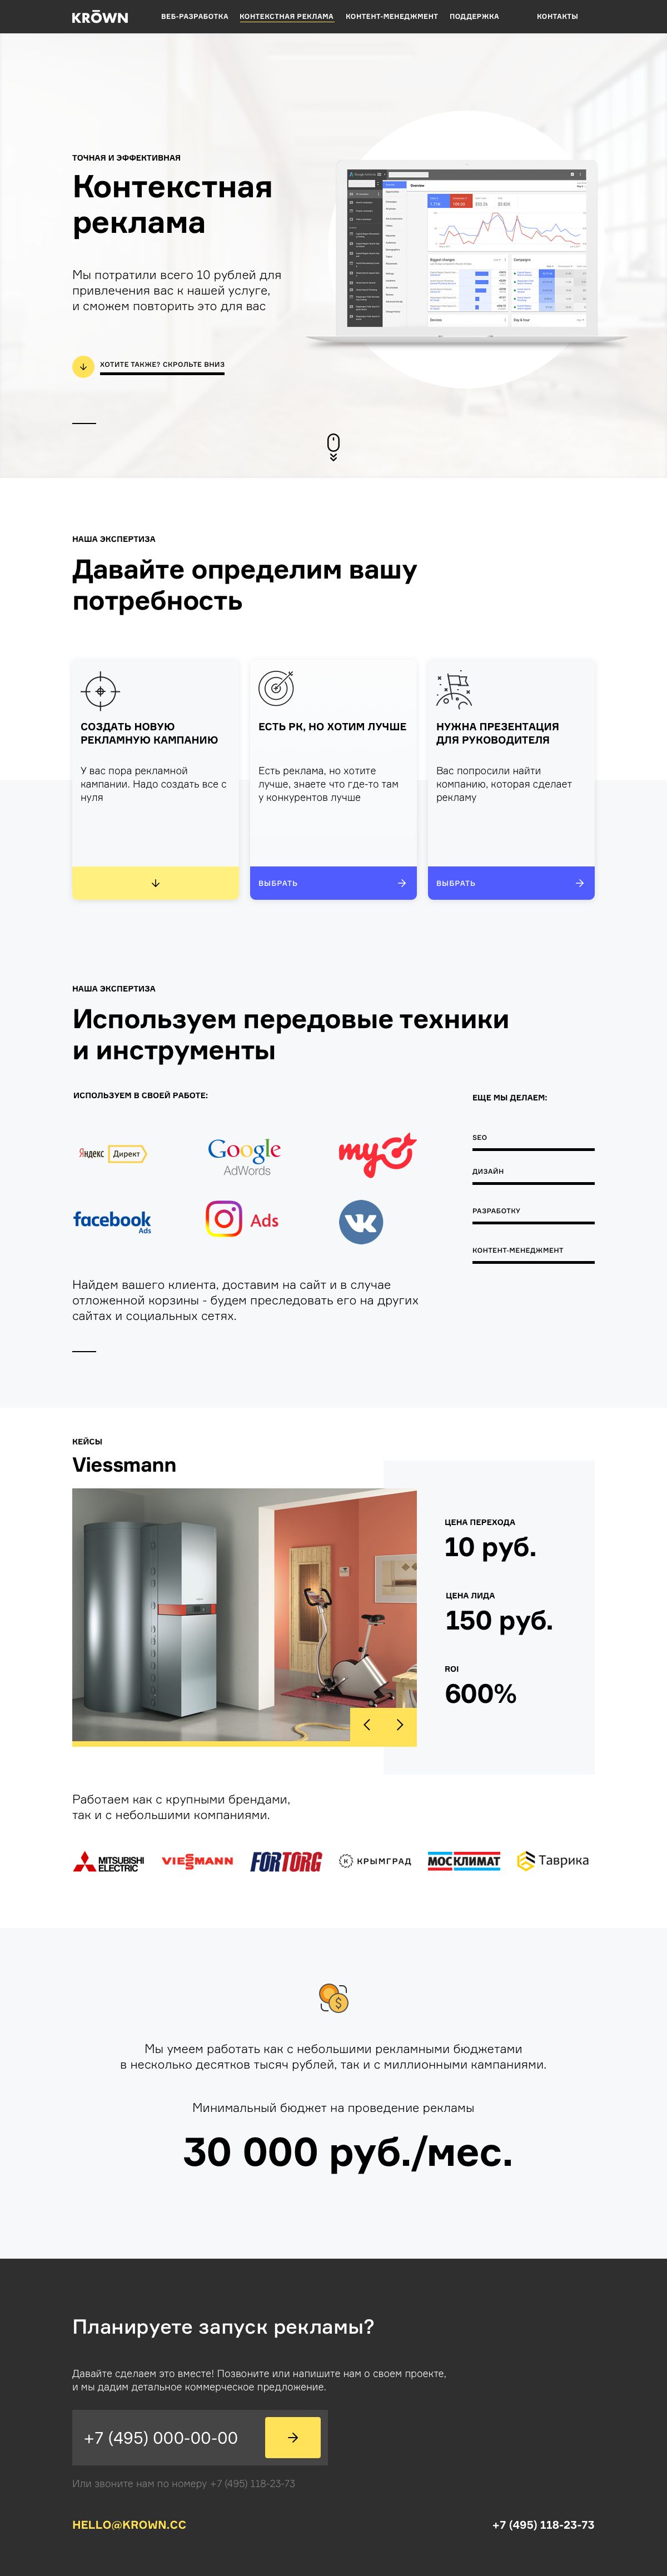 KRŌWN
ВЕБ-РАЗРАБОТКА
КОНТЕКСТНАЯ РЕКЛАМА
КОНТЕНТ-МЕНЕДЖМЕНТ
ПОДДЕРЖКА
КОНТАКТЫ
ТОЧНАЯ И ЭФФЕКТИВНАЯ
Контекстная
реклама
Мы потратили всего 10 рублей для
привлечения вас к нашей услуге,
и сможем повторить это для вас
ХОТИТЕ ТАКЖЕ? СКРОЛЬТЕ ВНИЗ
Overview
Biggest changes
Campaigns
Devices
Day & hour
НАША ЭКСПЕРТИЗА
Давайте определим вашу
потребность
СОЗДАТЬ НОВУЮ
РЕКЛАМНУЮ КАМПАНИЮ
У вас пора рекламной
кампании. Надо создать все с
нуля
ЕСТЬ РК, НО ХОТИМ ЛУЧШЕ
Есть реклама, но хотите
лучше, знаете что где-то там
у конкурентов лучше
ВЫБРАТЬ
НУЖНА ПРЕЗЕНТАЦИЯ
ДЛЯ РУКОВОДИТЕЛЯ
Вас попросили найти
компанию, которая сделает
рекламу
ВЫБРАТЬ
НАША ЭКСПЕРТИЗА
Используем передовые техники
и инструменты
ИСПОЛЬЗУЕМ В СВОЕЙ РАБОТЕ:
Яндекс Директ
Google
AdWords
my
facebook
Ads
Ads
Найдем вашего клиента, доставим на сайт и в случае
отложенной корзины - будем преследовать его на других
сайтах и социальных сетях.
ЕЩЕ МЫ ДЕЛАЕМ:
SEO
ДИЗАЙН
РАЗРАБОТКУ
КОНТЕНТ-МЕНЕДЖМЕНТ
КЕЙСЫ
Viessmann
ЦЕНА ПЕРЕХОДА
10 руб.
ЦЕНА ЛИДА
150 руб.
ROI
600%
Работаем как с крупными брендами,
так и с небольшими компаниями.
MITSUBISHI
ELECTRIC
VIESMANN
FORTORG
К КРЫМГРАД
МОСКЛИМАТ
Таврика
Мы умеем работать как с небольшими рекламными бюджетами
в несколько десятков тысяч рублей, так и с миллионными кампаниями.
Минимальный бюджет на проведение рекламы
30 000 руб./мес.
Планируете запуск рекламы?
Давайте сделаем это вместе! Позвоните или напишите нам о своем проекте,
и мы дадим детальное коммерческое предложение.
+7 (495) 000-00-00
Или звоните нам по номеру +7 (495) 118-23-73
HELLO@KROWN.CC
+7 (495) 118-23-73